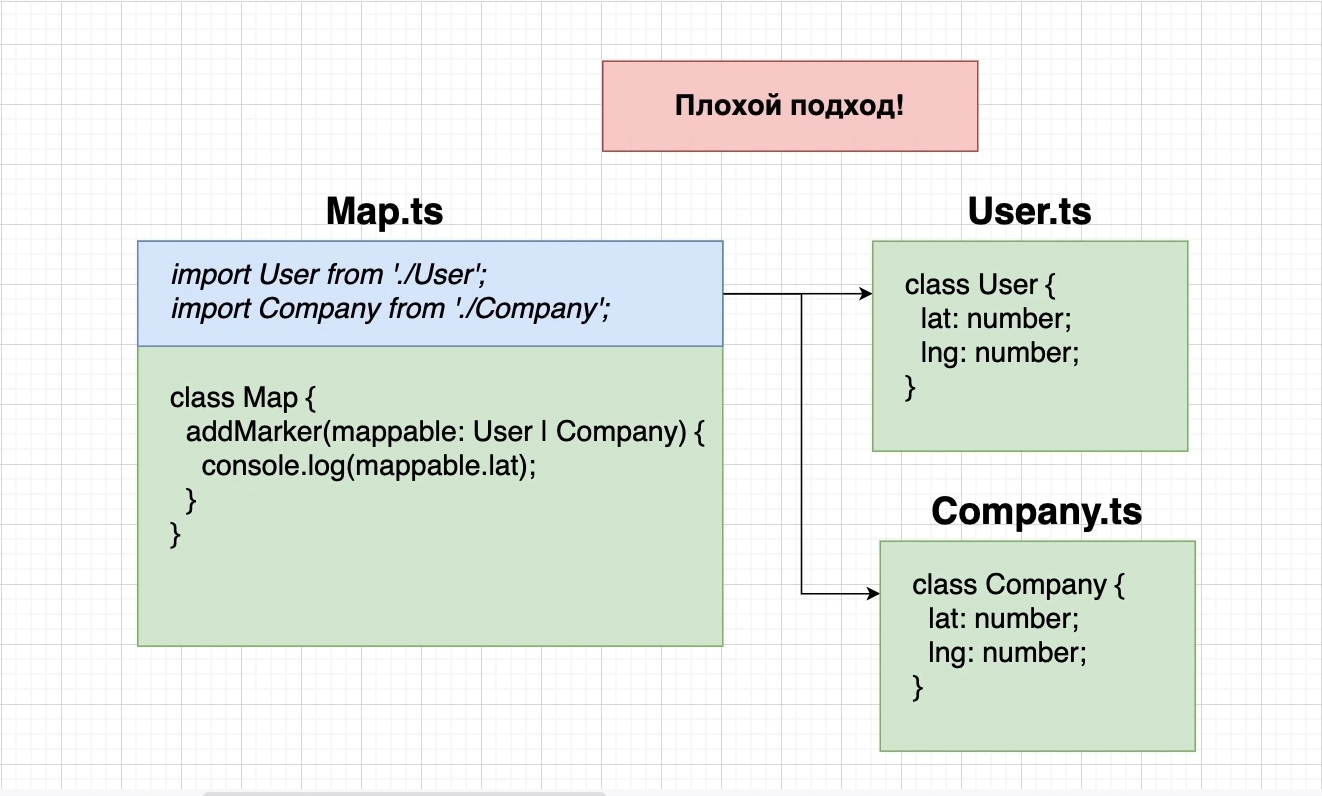 Плохой подход!
Map.ts
import User from './User';
import Company from './Company';
class Map {
addMarker(mappable: User | Company) {
console.log(mappable.lat);
}
}
User.ts
class User {
lat: number;
lng: number;
}
Company.ts
class Company {
lat: number;
lng: number;
}